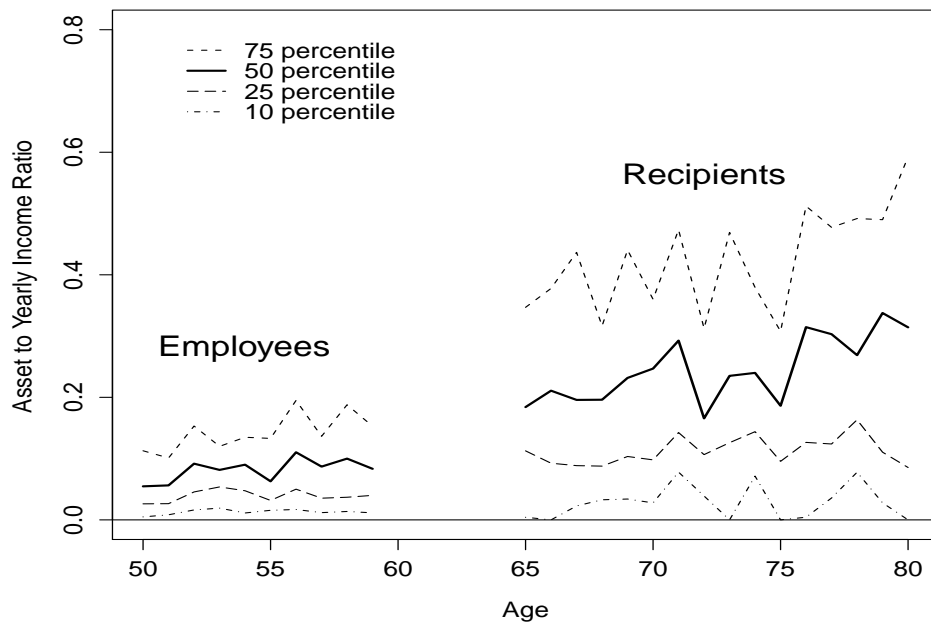 75 percentile
50 percentile
25 percentile
10 percentile
Recipients
Employees
Asset to Yearly Income Ratio
0.8
0.6
0.4
0.2
0.0
50 55 60 65 70 75 80
Age